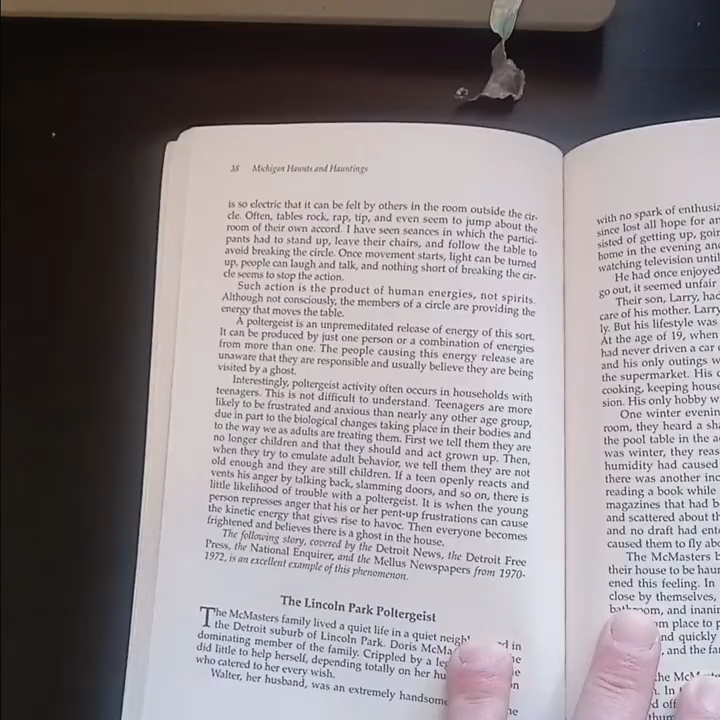 38 Michigan Haunts and Hauntings
is so electric that it can be felt by others in the room outside the cir-
cle. Often, tables rock, rap, tip, and even seem to jump about the
room of their own accord. I have seen seances in which the partici-
pants had to stand up, leave their chairs, and follow the table to
avoid breaking the circle. Once movement starts, light can be turned
up, people can laugh and talk, and nothing short of breaking the cir-
cle seems to stop the action.
Such action is the product of human energies, not spirits.
Although not consciously, the members of a circle are providing the
energy that moves the table.
A poltergeist is an unpremeditated release of energy of this sort.
It can be produced by just one person or a combination of energies
from more than one. The people causing this energy release are
unaware that they are responsible and usually believe they are being
visited by a ghost.
Interestingly, poltergeist activity often occurs in households with
teenagers. This is not difficult to understand. Teenagers are more
likely to be frustrated and anxious than nearly any other age group,
due in part to the biological changes taking place in their bodies and
to the way we as adults are treating them. First we tell them they are
no longer children and that they should and act grown up. Then,
when they try to emulate adult behavior, we tell them they are not
old enough and they are still children. If a teen openly reacts and
vents his anger by talking back, slamming doors, and so on, there is
little likelihood of trouble with a poltergeist. It is when the young
person represses anger that his or her pent-up frustrations can cause
the kinetic energy that gives rise to havoc. Then everyone becomes
frightened and believes there is a ghost in the house.
The following story, covered by the Detroit News, the Detroit Free
Press, the National Enquirer, and the Mellus Newspapers from 1970-
1972, is an excellent example of this phenomenon.
The Lincoln Park Poltergeist
The McMasters family lived a quiet life in a quiet in
the Detroit suburb of Lincoln Park. Doris
dominating member of the family. Crippled by a
did little to help herself, depending totally on her
who catered to her every wish.
Walter, her husband, was an extremely handsome
with no spark of
since lost all hope for
sisted of getting up,
home in the evening
watching television until
He had once enjoyed
go out, it seemed unfair
Their son, Larry, had
care of his mother. Larry
ly. But his lifestyle was
At the age of 19, when
had never driven a car
and his only outings
the supermarket. His
cooking, keeping
sion. His only hobby
One winter
room, they heard a
the pool table in the
was winter, they
humidity had caused
there was another
reading a book while
magazines that had
and scattered about
and no draft had
caused them to fly
The McMasters
their house to be
ened this feeling. In
close by themselves,
and
place to
quickly
and the
In